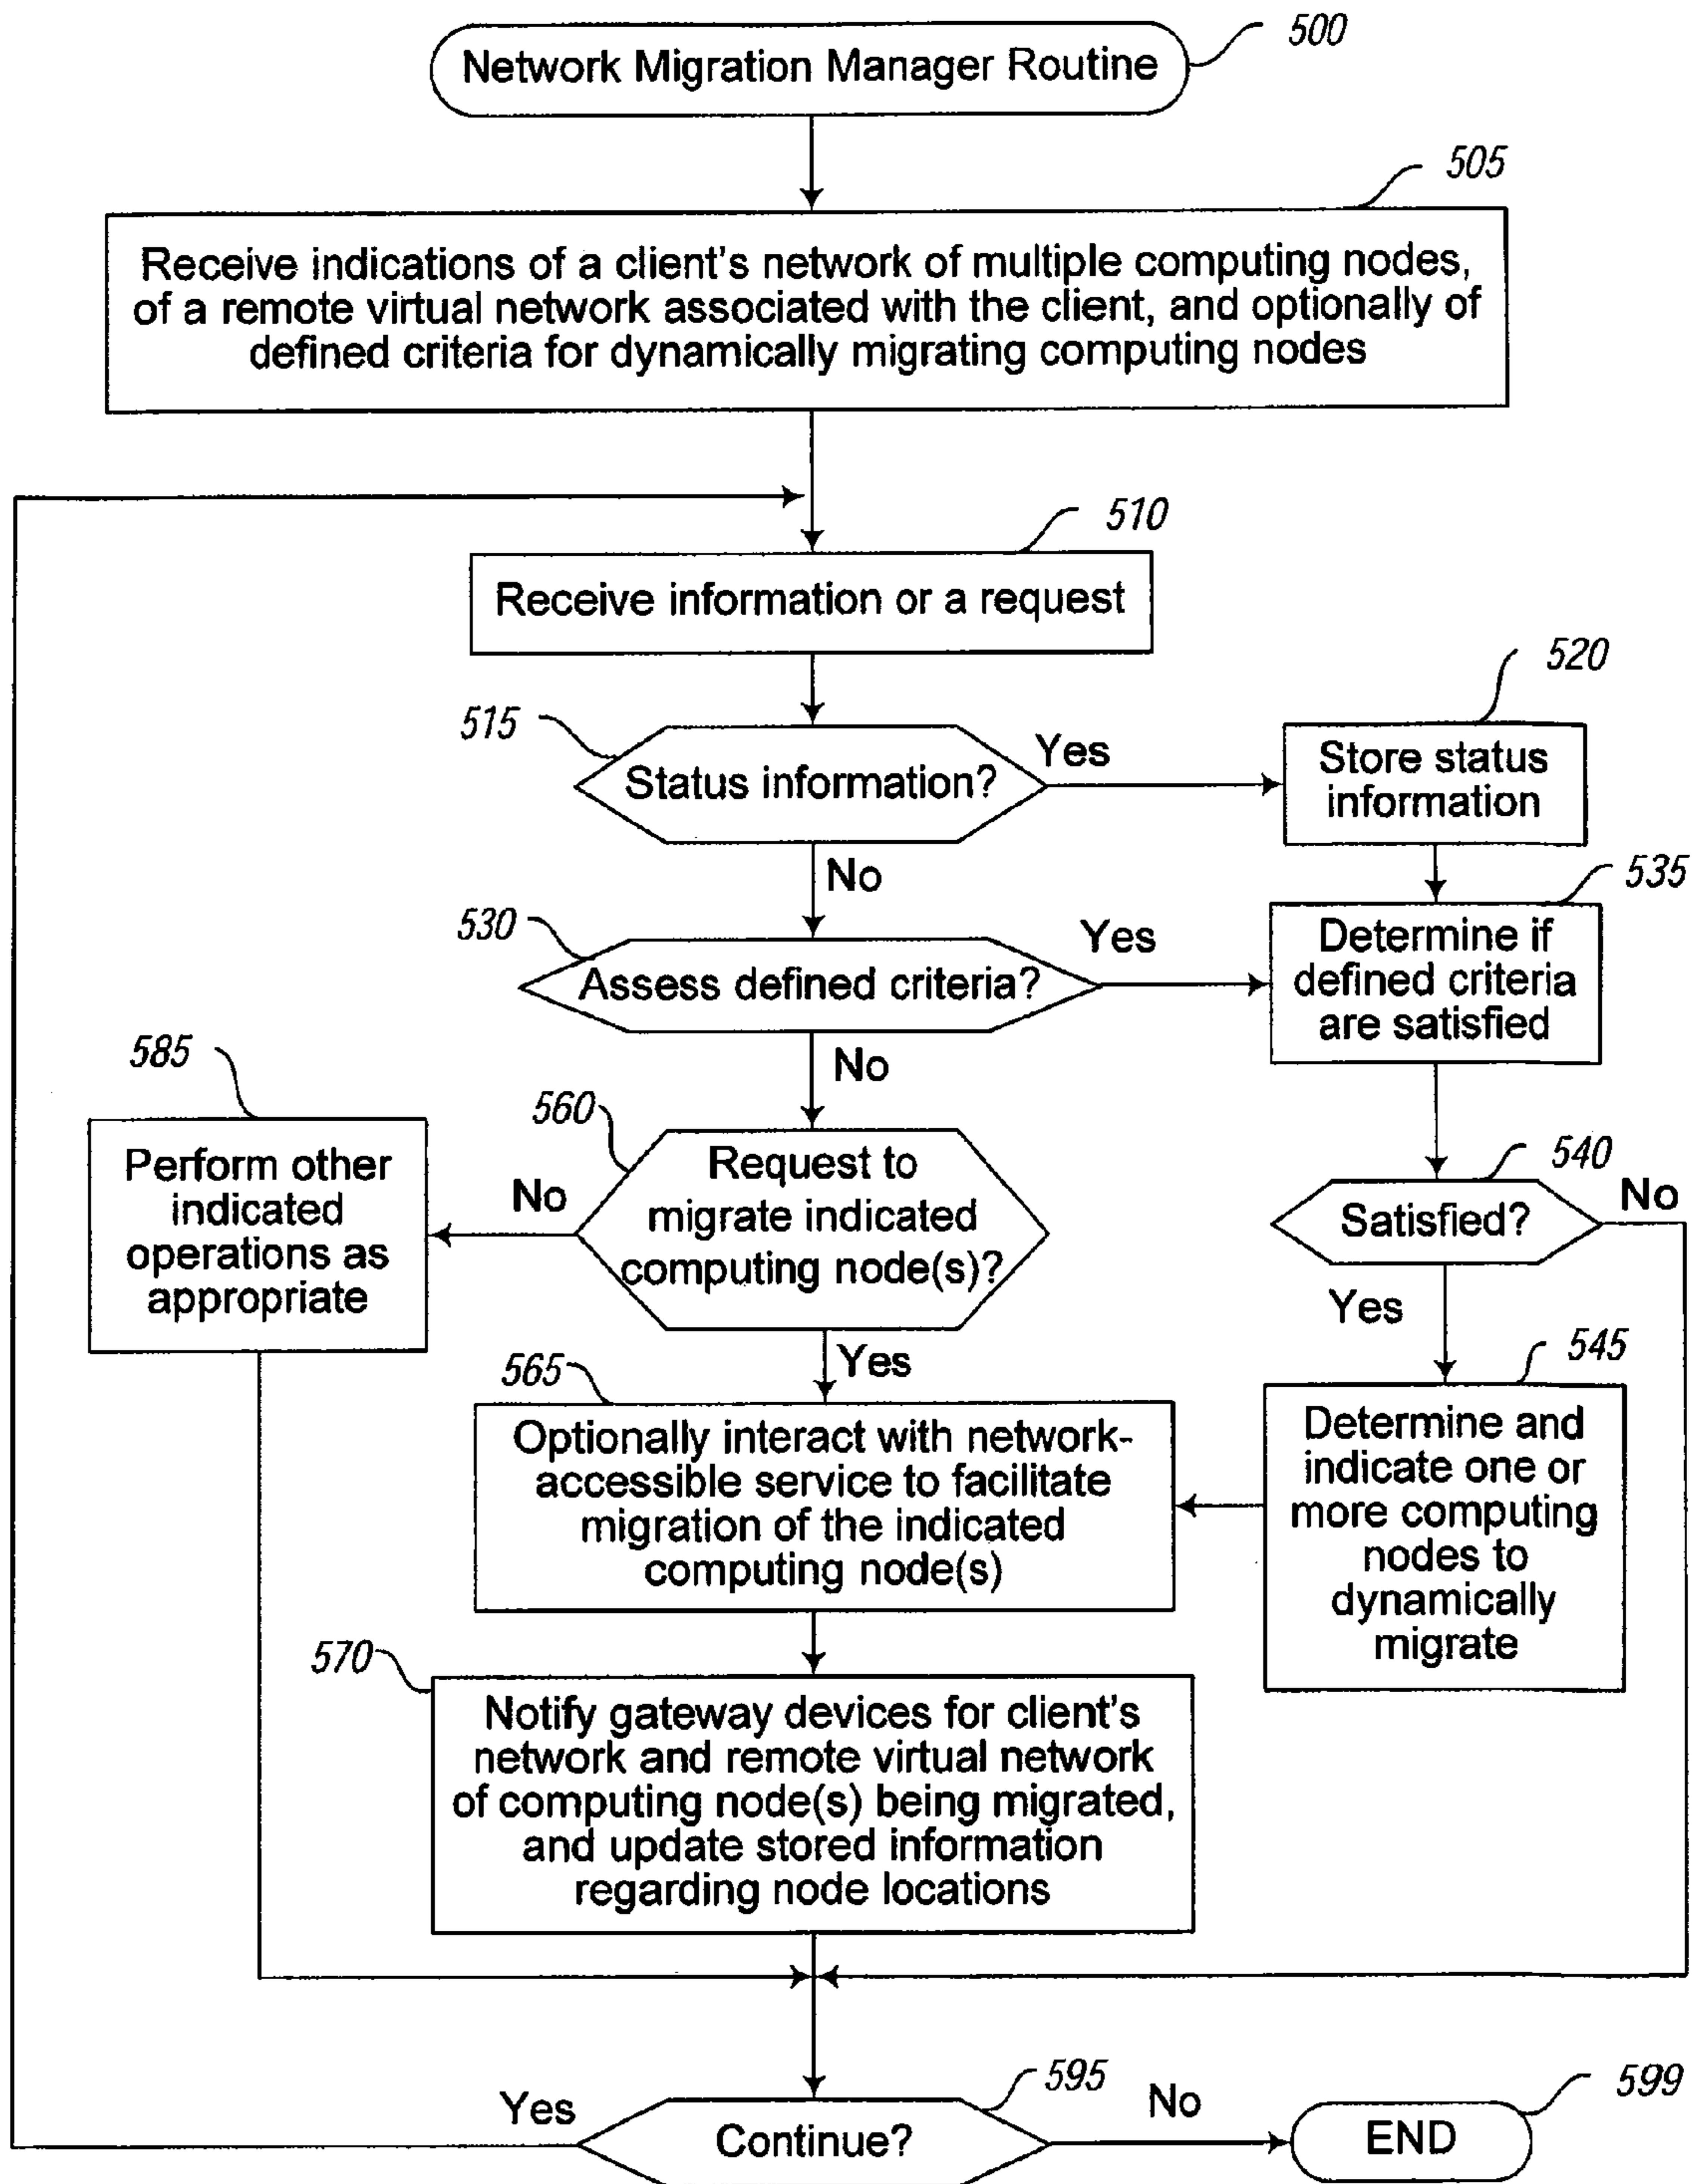 500
Network Migration Manager Routine
505
Receive indications of a client's network of multiple computing nodes,
of a remote virtual network associated with the client, and optionally of
defined criteria for dynamically migrating computing nodes
510
Receive information or a request
520
515
Status information?
Yes
Store status
information
No
535
530
Assess defined criteria?
Yes
Determine if
defined criteria
are satisfied
No
585
Perform other
indicated
operations as
appropriate
560
Request to
migrate indicated
computing node(s)?
No
540
Satisfied?
No
Yes
Yes
545
Determine and
indicate one or
more computing
nodes to
dynamically
migrate
565
Optionally interact with network-
accessible service to facilitate
migration of the indicated
computing node(s)
570
Notify gateway devices for client's
network and remote virtual network
of computing node(s) being migrated,
and update stored information
regarding node locations
595
Yes
Continue?
No
599
END